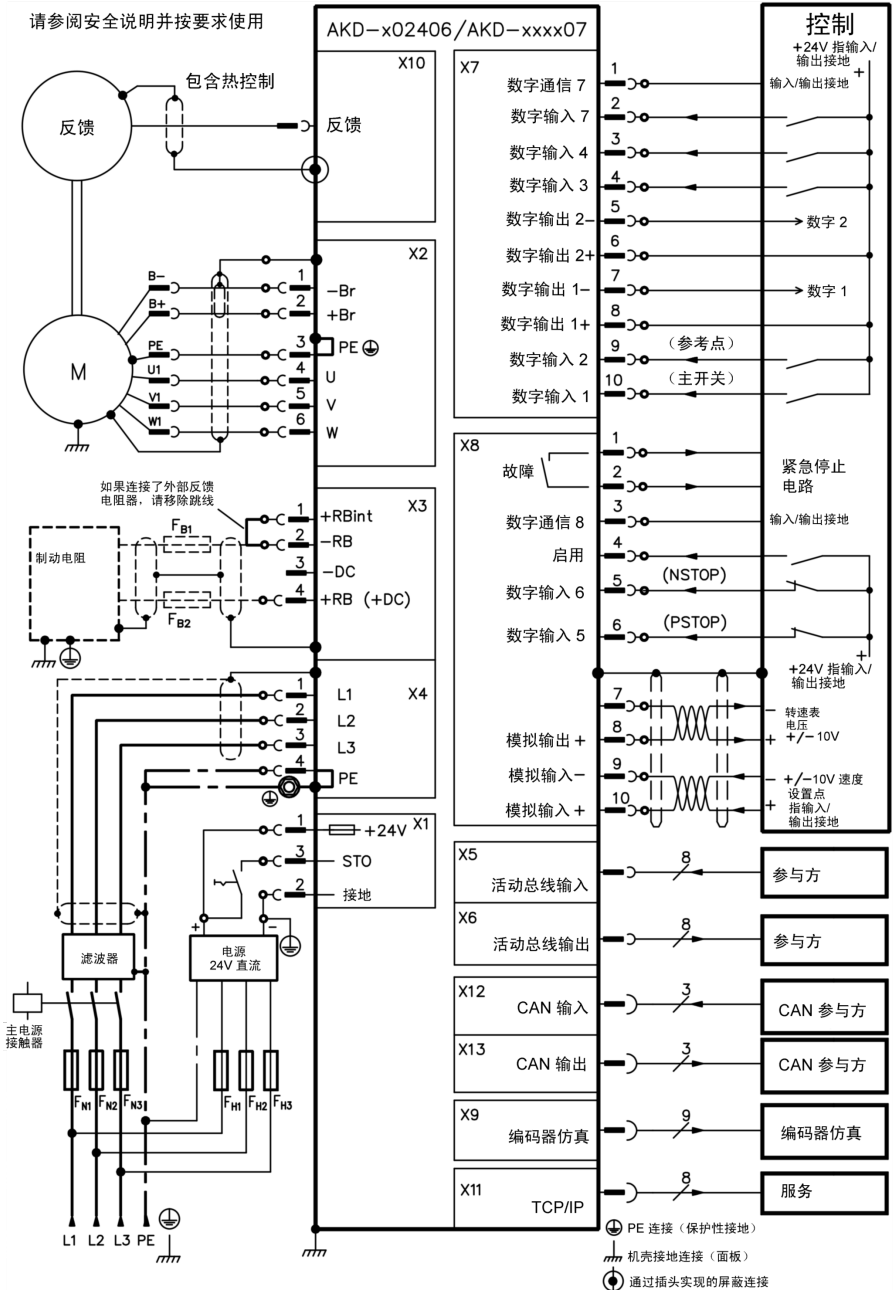 请参阅安全说明并按要求使用
AKD-x02406/AKD-xxxx07
控制
+24V 指输入/
输出接地
+
输入/输出接地
X10
包含热控制
反馈
反馈
X7
数字通信 7
1
数字输入 7
2
数字输入 4
3
数字输入 3
4
数字输出 2-
5
数字 2
数字输出 2+
6
数字输出 1-
7
数字 1
数字输出 1+
8
数字输入 2
9
(参考点)
数字输入 1
10
(主开关)
X2
B-
1
-Br
B+
2
+Br
PE
3
PE
M
U1
4
U
V1
5
V
W1
6
W
X8
故障
1
2
紧急停止
电路
数字通信 8
3
输入/输出接地
启用
4
数字输入 6
5
(NSTOP)
数字输入 5
6
(PSTOP)
+
+24V 指输入/
输出接地
7
- 转速表
电压
模拟输出 +
8
+ +/-10V
模拟输入-
9
- +/-10V 速度
设置点
模拟输入 +
10
+ 指输入/
输出接地
如果连接了外部反馈
电阻器,请移除跳线
X3
制动电阻
FB1
FB2
1
+RBint
2
-RB
3
-DC
4
+RB (+DC)
X4
1
L1
2
L2
3
L3
4
PE
X1
1
+24V
3
STO
2
接地
+
-
滤波器
电源
24V 直流
主电源
接触器
FN1
FN2
FN3
FH1
FH2
FH3
L1 L2 L3 PE
X5
活动总线输入
8
参与方
X6
活动总线输出
8
参与方
X12
CAN 输入
3
CAN 参与方
X13
CAN 输出
3
CAN 参与方
X9
编码器仿真
9
编码器仿真
X11
TCP/IP
8
服务
PE 连接(保护性接地)
机壳接地连接(面板)
通过插头实现的屏蔽连接